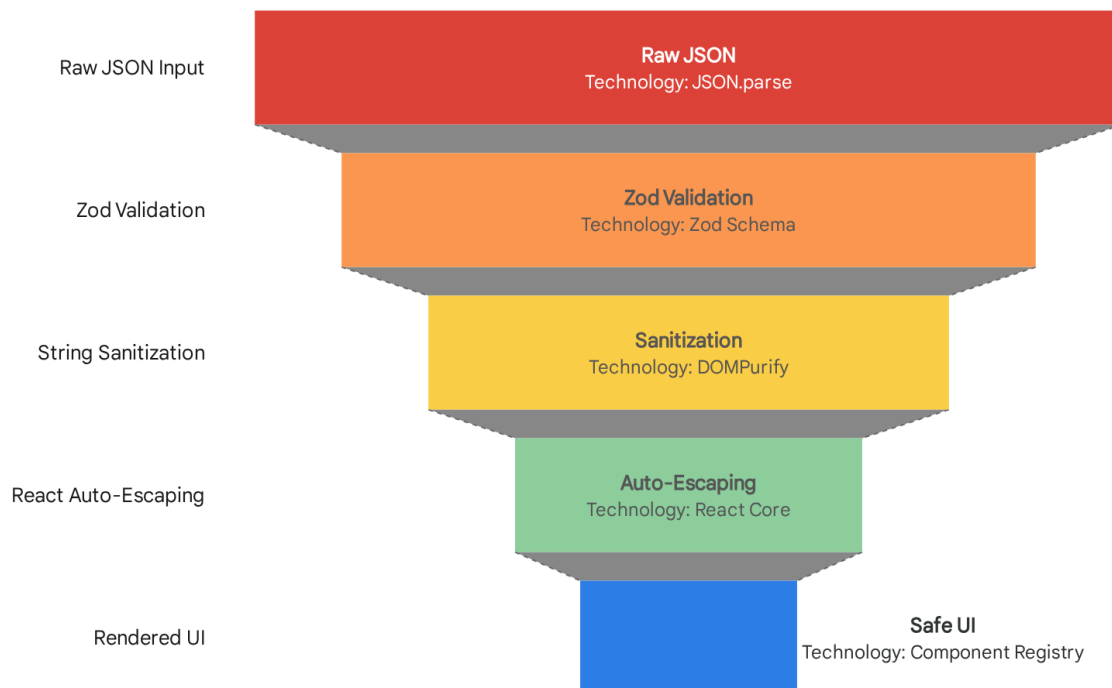 Raw JSON Input
Raw JSON
Technology: JSON.parse
Zod Validation
Zod Validation
Technology: Zod Schema
String Sanitization
Sanitization
Technology: DOMPurify
React Auto-Escaping
Auto-Escaping
Technology: React Core
Rendered UI
Safe UI
Technology: Component Registry